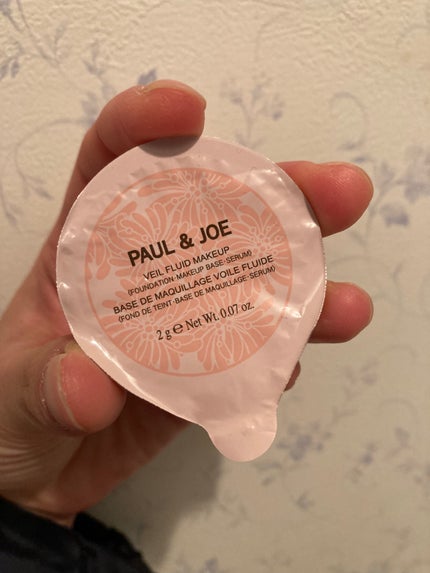 PAUL & JOE
VEIL FLUID MAKEUP
(FOUNDATION·MAKEUP BASE·SERUM)
BASE DE MAQUILLAGE VOILE FLUIDE
(FOND DE TEINT·BASE DE MAQUILLAGE·SERUM)
2 g e Net Wt. 0.07 oz.